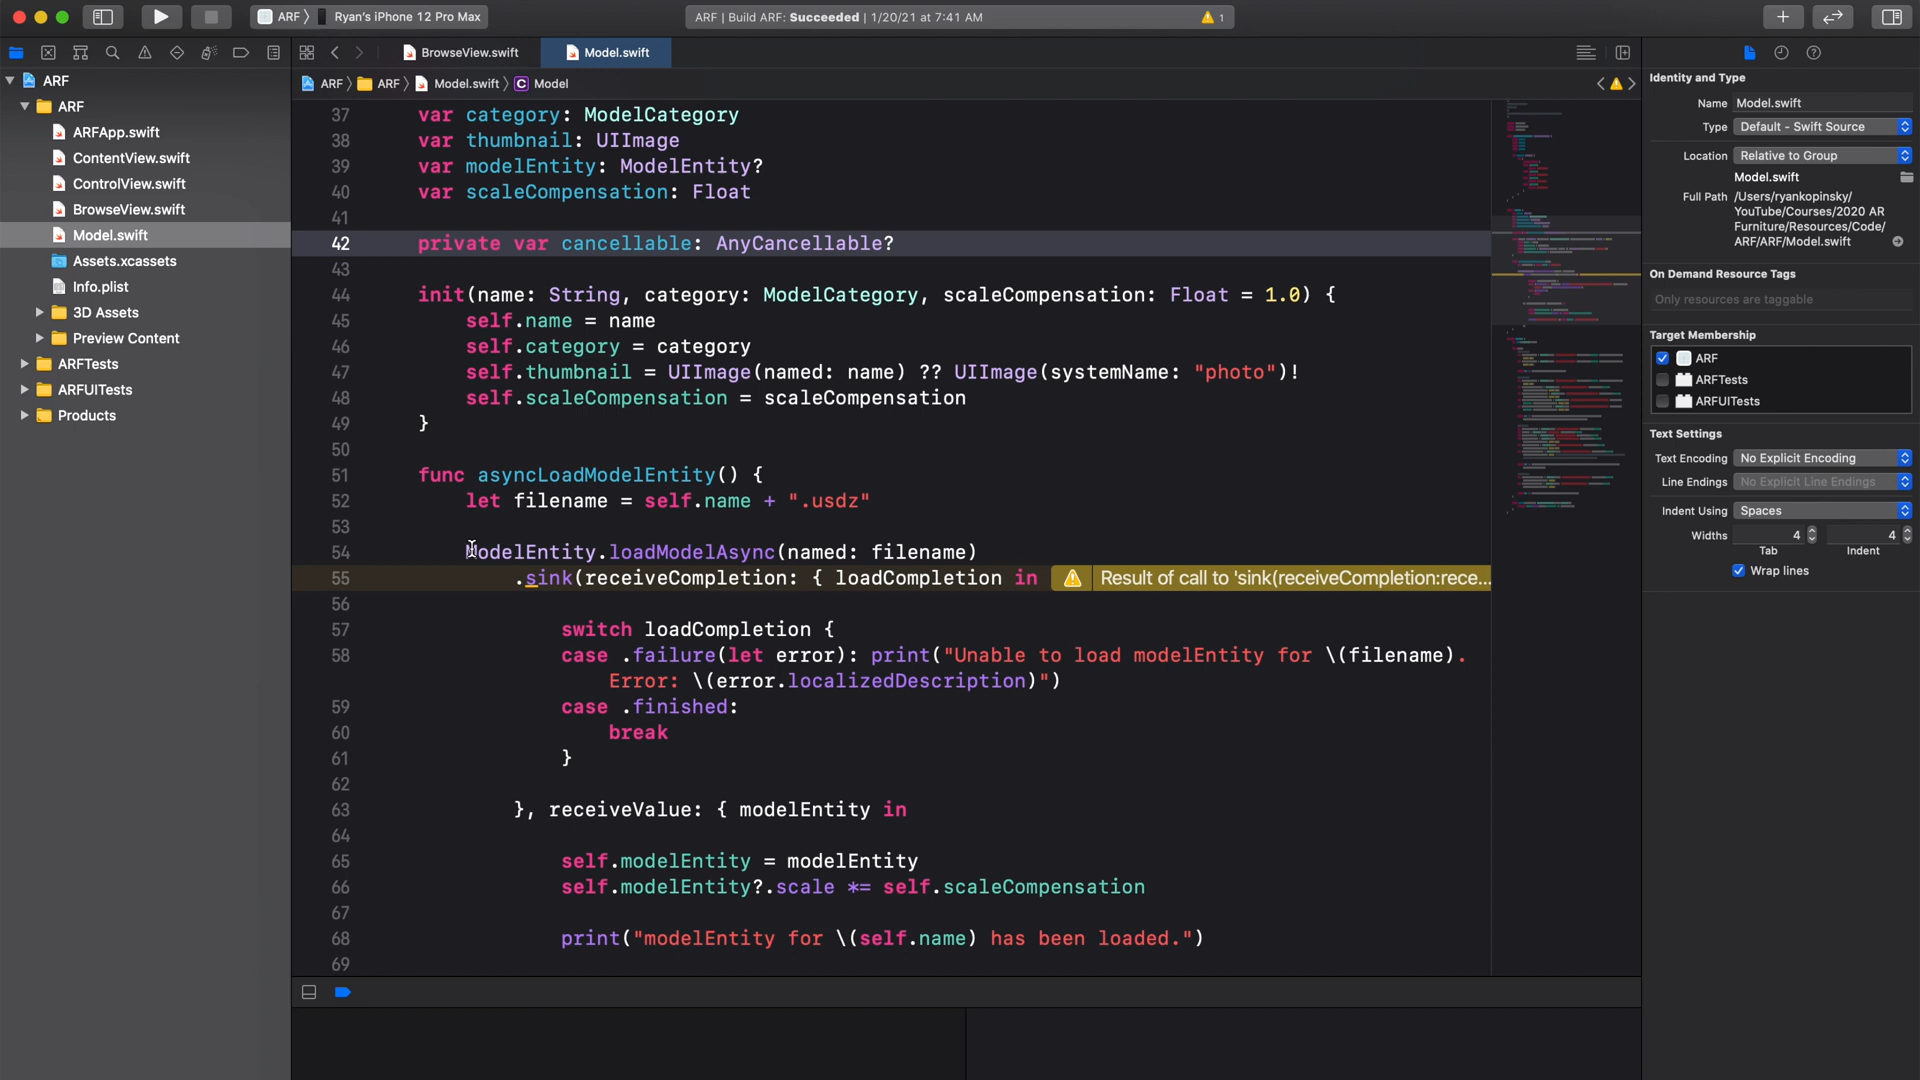 ARF 〉 Ryan's iPhone 12 Pro Max
ARF | Build ARF: Succeeded | 1/20/21 at 7:41 AM
1
BrowseView.swift
Model.swift
ARF 〉 ARF 〉 Model.swift 〉 C Model
ARF
ARF
ARFApp.swift
ContentView.swift
ControlView.swift
BrowseView.swift
Model.swift
Assets.xcassets
Info.plist
3D Assets
Preview Content
ARFTests
ARFUITests
Products
37 var category: ModelCategory
38 var thumbnail: UIImage
39 var modelEntity: ModelEntity?
40 var scaleCompensation: Float
41
42 private var cancellable: AnyCancellable?
43
44 init(name: String, category: ModelCategory, scaleCompensation: Float = 1.0) {
45 self.name = name
46 self.category = category
47 self.thumbnail = UIImage(named: name) ?? UIImage(systemName: "photo")!
48 self.scaleCompensation = scaleCompensation
49 }
50
51 func asyncLoadModelEntity() {
52 let filename = self.name + ".usdz"
53
54 ModelEntity.loadModelAsync(named: filename)
55 .sink(receiveCompletion: { loadCompletion in Result of call to 'sink(receiveCompletion:rece...
56
57 switch loadCompletion {
58 case .failure(let error): print("Unable to load modelEntity for \(filename).
Error: \(error.localizedDescription)")
59 case .finished:
60 break
61 }
62
63 }, receiveValue: { modelEntity in
64
65 self.modelEntity = modelEntity
66 self.modelEntity?.scale *= self.scaleCompensation
67
68 print("modelEntity for \(self.name) has been loaded.")
69
Identity and Type
Name Model.swift
Type Default - Swift Source
Location Relative to Group
Model.swift
Full Path /Users/ryankopinsky/
YouTube/Courses/2020 AR
Furniture/Resources/Code/
ARF/ARF/Model.swift
On Demand Resource Tags
Only resources are taggable
Target Membership
ARF
ARFTests
ARFUITests
Text Settings
Text Encoding No Explicit Encoding
Line Endings No Explicit Line Endings
Indent Using Spaces
Widths 4 4
Tab Indent
Wrap lines